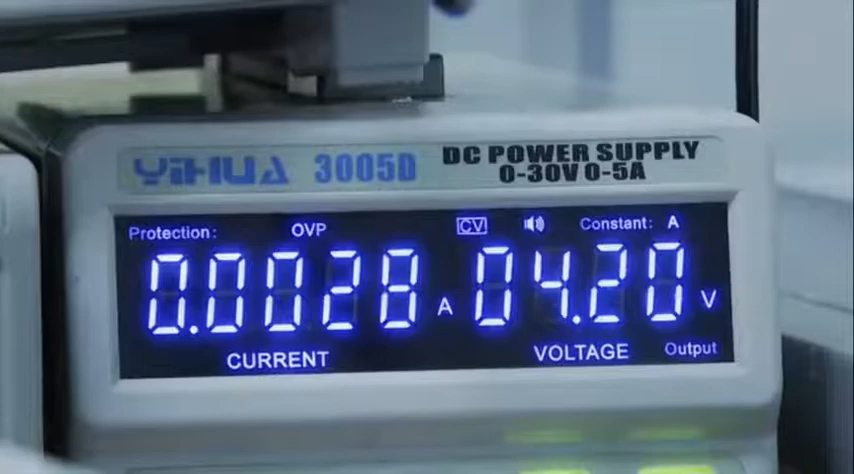 YIHUA 3005D DC POWER SUPPLY
0-30V 0-5A
Protection: OVP CV Constant: A
0.0028 A 04.20 V
CURRENT VOLTAGE Output